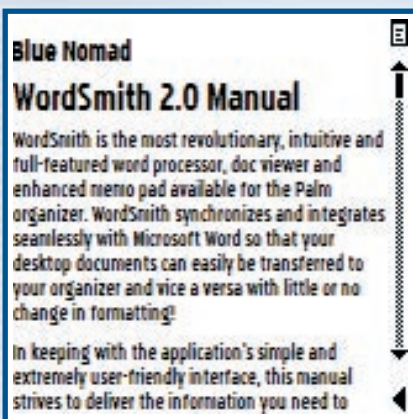 Blue Nomad
WordSmith 2.0 Manual
WordSmith is the most revolutionary, intuitive and
full-featured word processor, doc viewer and
enhanced memo pad available for the Palm
organizer. WordSmith synchronizes and integrates
seamlessly with Microsoft Word so that your
desktop documents can easily be transferred to
your organizer and vice a versa with little or no
change in formatting!
In keeping with the application's simple and
extremely user-friendly interface, this manual
strives to deliver the information you need to